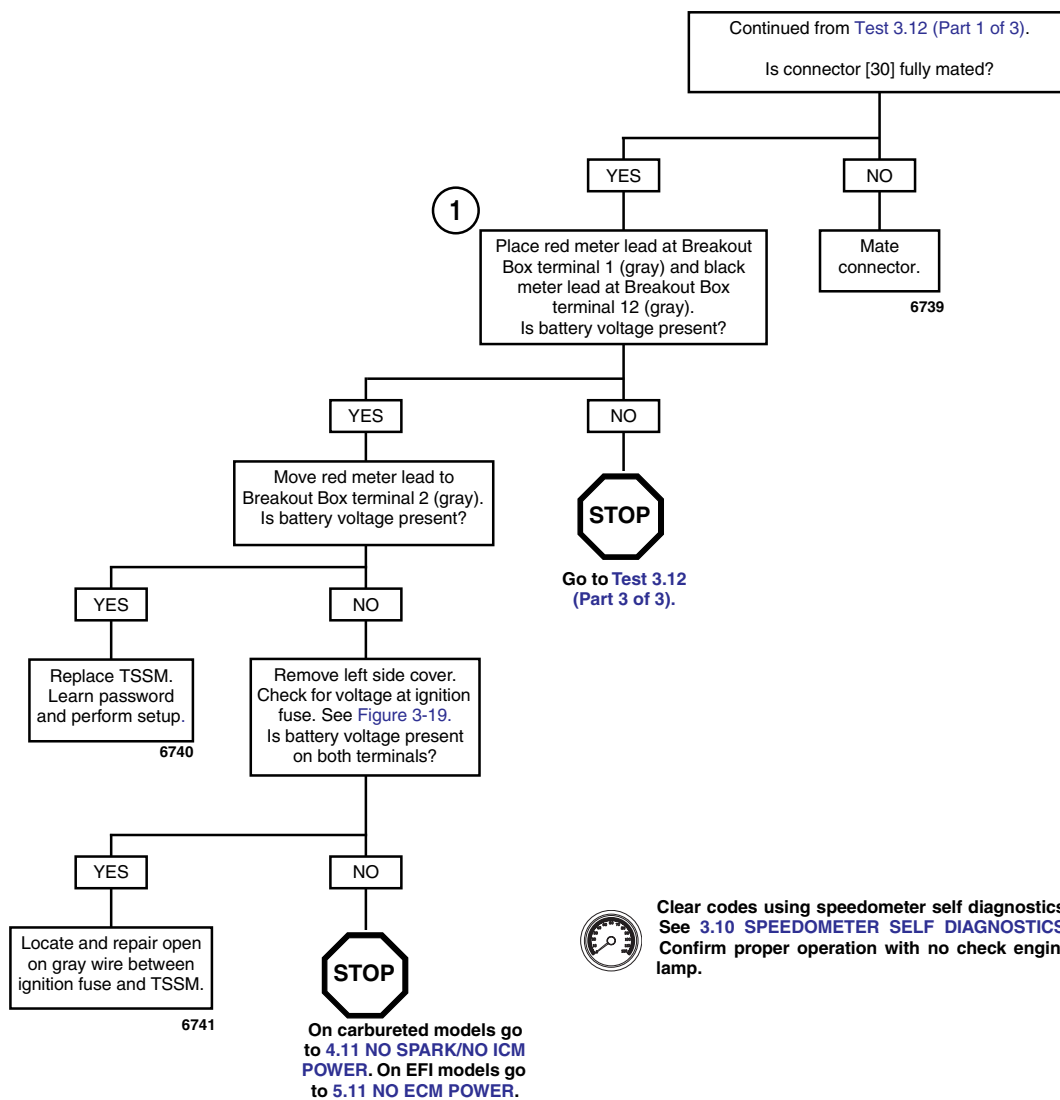 Continued from Test 3.12 (Part 1 of 3).
Is connector [30] fully mated?
YES
NO
1
Place red meter lead at Breakout
Box terminal 1 (gray) and black
meter lead at Breakout Box
terminal 12 (gray).
Is battery voltage present?
Mate
connector.
6739
YES
NO
Move red meter lead to
Breakout Box terminal 2 (gray).
Is battery voltage present?
STOP
Go to Test 3.12
(Part 3 of 3).
YES
NO
Replace TSSM.
Learn password
and perform setup.
6740
Remove left side cover.
Check for voltage at ignition
fuse. See Figure 3-19.
Is battery voltage present
on both terminals?
YES
NO
Locate and repair open
on gray wire between
ignition fuse and TSSM.
6741
STOP
On carbureted models go
to 4.11 NO SPARK/NO ICM
POWER. On EFI models go
to 5.11 NO ECM POWER.
Clear codes using speedometer self diagnostics
See 3.10 SPEEDOMETER SELF DIAGNOSTICS
Confirm proper operation with no check engin
lamp.